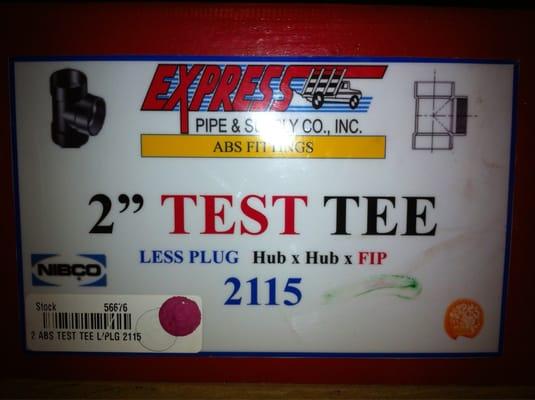 EXPRESS
PIPE & SUPPLY CO., INC.
ABS FITTINGS
2” TEST TEE
LESS PLUG Hub x Hub x FIP
2115
NIBCO
Stock 56676
2 ABS TEST TEE L/PLG 2115